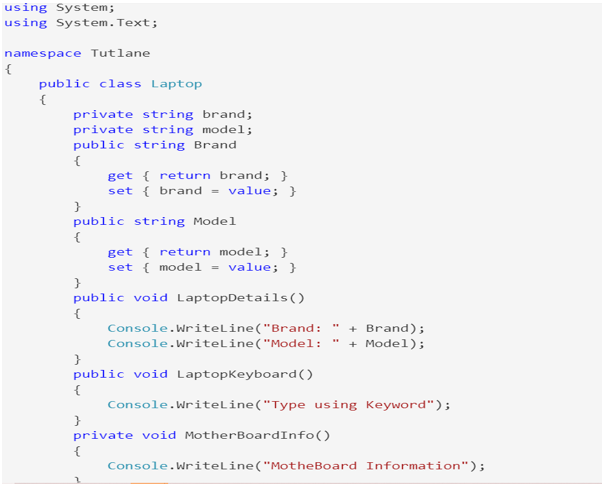 using System;
using System.Text;
namespace Tutlane
{
public class Laptop
{
private string brand;
private string model;
public string Brand
{
get { return brand; }
set { brand = value; }
}
public string Model
{
get { return model; }
set { model = value; }
}
public void LaptopDetails()
{
Console.WriteLine("Brand: " + Brand);
Console.WriteLine("Model: " + Model);
}
public void LaptopKeyboard()
{
Console.WriteLine("Type using Keyword");
}
private void MotherBoardInfo()
{
Console.WriteLine("MotheBoard Information");
}